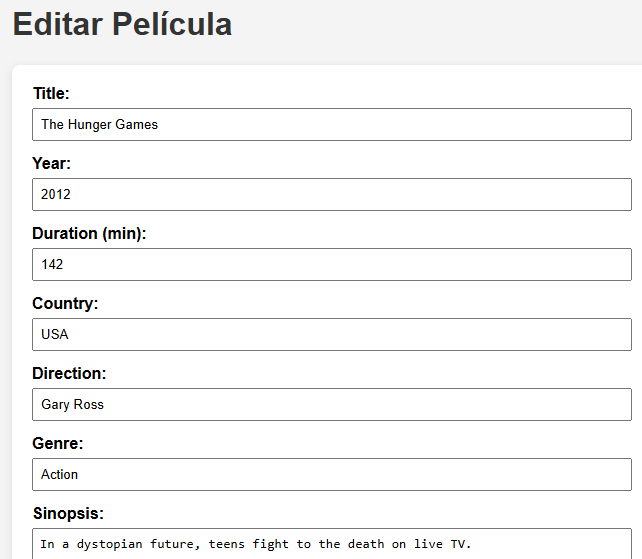 Editar Película
Title:
The Hunger Games
Year:
2012
Duration (min):
142
Country:
USA
Direction:
Gary Ross
Genre:
Action
Sinopsis:
In a dystopian future, teens fight to the death on live TV.